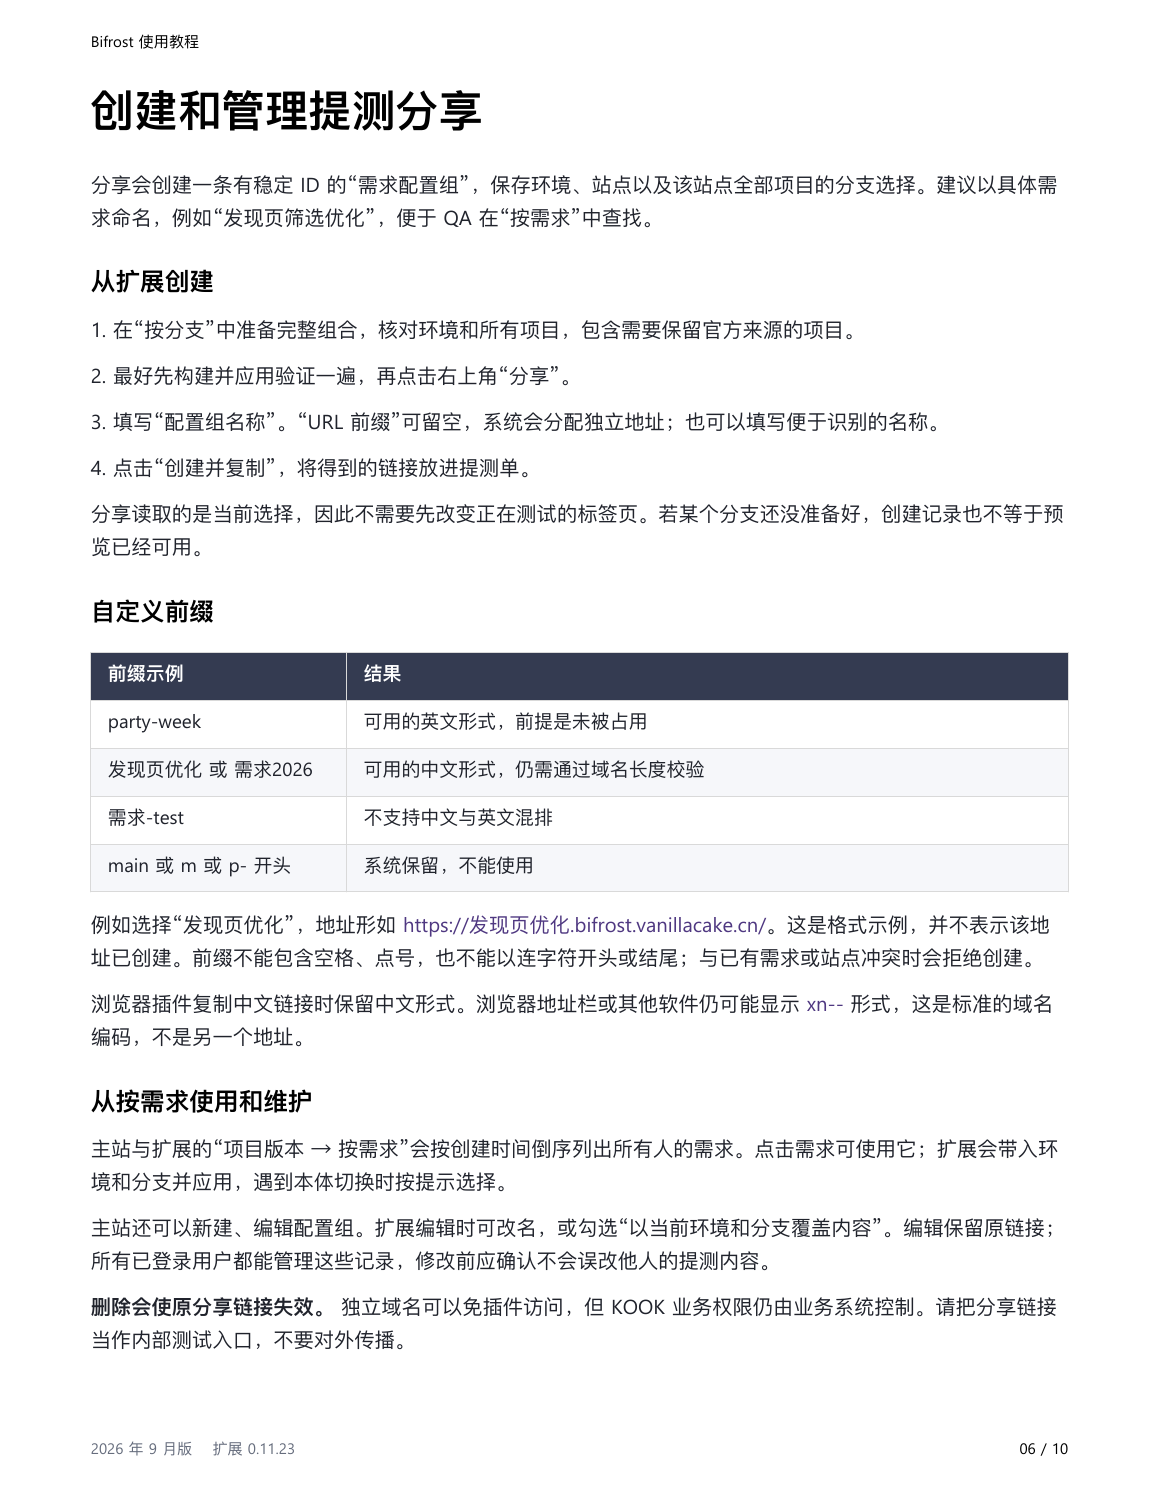 Bifrost 使用教程
创建和管理提测分享
分享会创建一条有稳定 ID 的“需求配置组”，保存环境、站点以及该站点全部项目的分支选择。建议以具体需
求命名，例如“发现页筛选优化”，便于 QA 在“按需求”中查找。
从扩展创建
1. 在“按分支”中准备完整组合，核对环境和所有项目，包含需要保留官方来源的项目。
2. 最好先构建并应用验证一遍，再点击右上角“分享”。
3. 填写“配置组名称”。“URL 前缀”可留空，系统会分配独立地址；也可以填写便于识别的名称。
4. 点击“创建并复制”，将得到的链接放进提测单。
分享读取的是当前选择，因此不需要先改变正在测试的标签页。若某个分支还没准备好，创建记录也不等于预
览已经可用。
自定义前缀
前缀示例 结果
party-week 可用的英文形式，前提是未被占用
发现页优化 或 需求2026 可用的中文形式，仍需通过域名长度校验
需求-test 不支持中文与英文混排
main 或 m 或 p- 开头 系统保留，不能使用
例如选择“发现页优化”，地址形如 https://发现页优化.bifrost.vanillacake.cn/。这是格式示例，并不表示该地
址已创建。前缀不能包含空格、点号，也不能以连字符开头或结尾；与已有需求或站点冲突时会拒绝创建。
浏览器插件复制中文链接时保留中文形式。浏览器地址栏或其他软件仍可能显示 xn-- 形式，这是标准的域名
编码，不是另一个地址。
从按需求使用和维护
主站与扩展的“项目版本 → 按需求”会按创建时间倒序列出所有人的需求。点击需求可使用它；扩展会带入环
境和分支并应用，遇到本体切换时按提示选择。
主站还可以新建、编辑配置组。扩展编辑时可改名，或勾选“以当前环境和分支覆盖内容”。编辑保留原链接；
所有已登录用户都能管理这些记录，修改前应确认不会误改他人的提测内容。
删除会使原分享链接失效。 独立域名可以免插件访问，但 KOOK 业务权限仍由业务系统控制。请把分享链接
当作内部测试入口，不要对外传播。
2026 年 9 月版 扩展 0.11.23 06 / 10